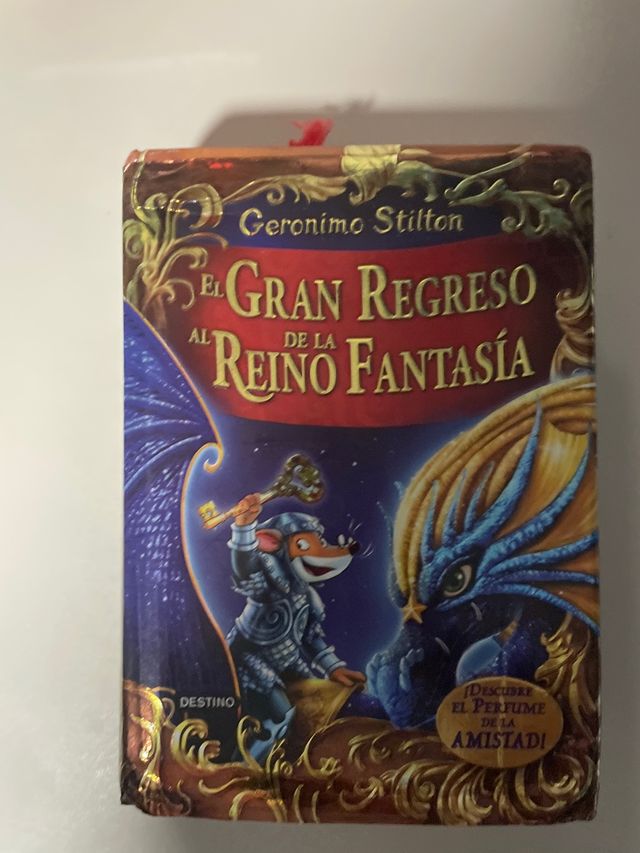 Geronimo Stilton
EL GRAN REGRESO
AL REINO DE LA FANTASÍA
DESTINO
¡DESCUBRE
EL PERFUME
DE LA
AMISTAD!